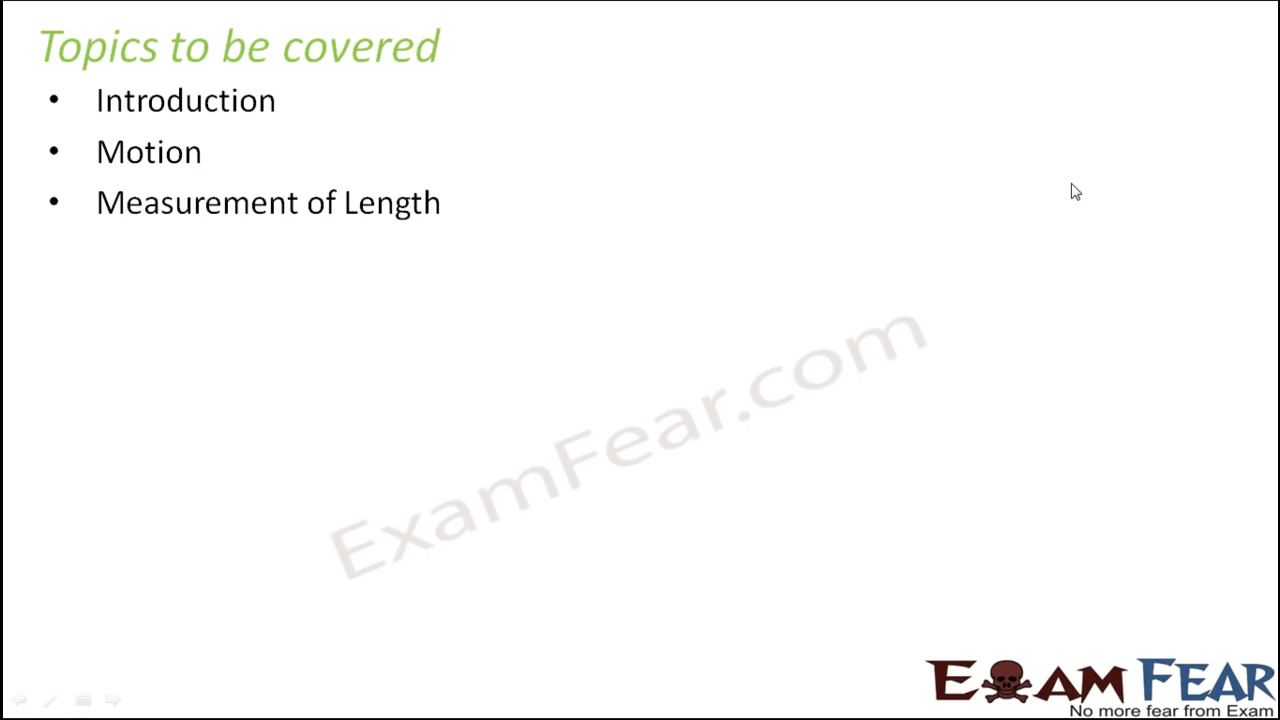 Topics to be covered
• Introduction
• Motion
• Measurement of Length
ExamFear.com
EXAM FEAR
No more fear from Exam